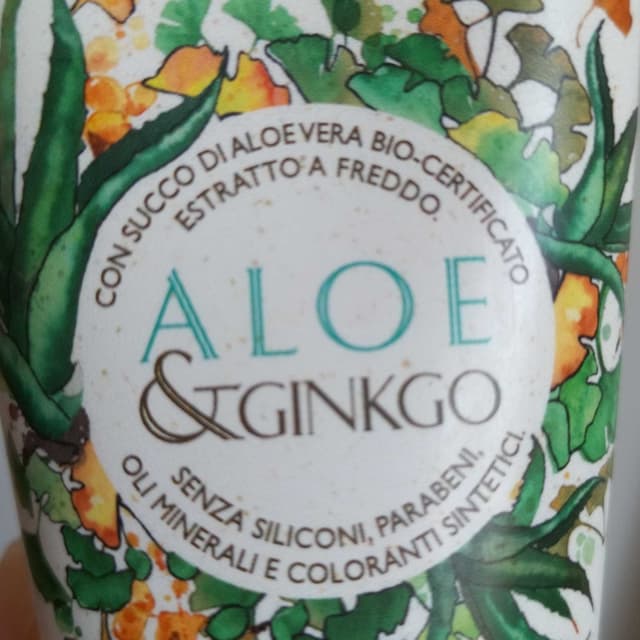 CON SUCCO DI ALOEVERA BIO-CERTIFICATO
ESTRATTO A FREDDO.
ALOE
&GINKGO
SENZA SILICONI, PARABENI,
OLI MINERALI E COLORANTI SINTETICI.